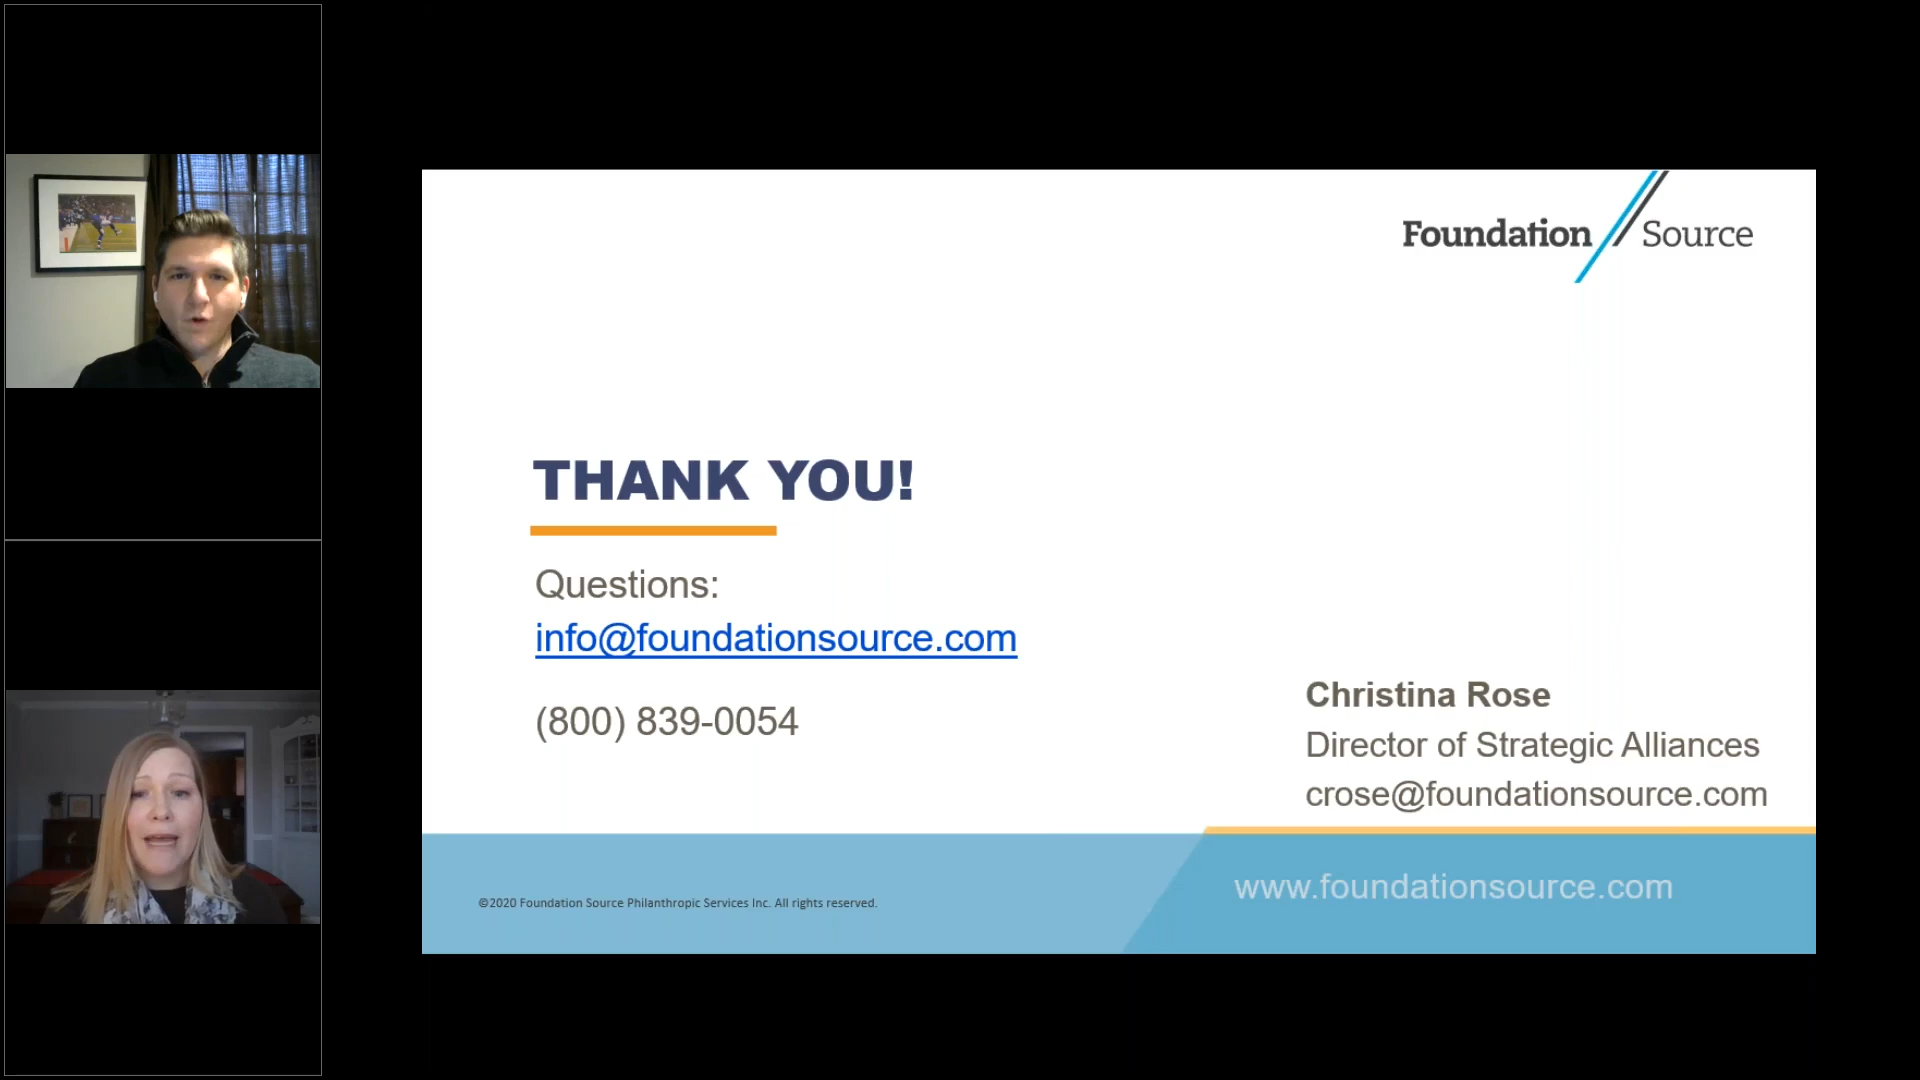 Foundation Source
THANK YOU!
Questions:
info@foundationsource.com
(800) 839-0054
Christina Rose
Director of Strategic Alliances
crose@foundationsource.com
©2020 Foundation Source Philanthropic Services Inc. All rights reserved.
www.foundationsource.com